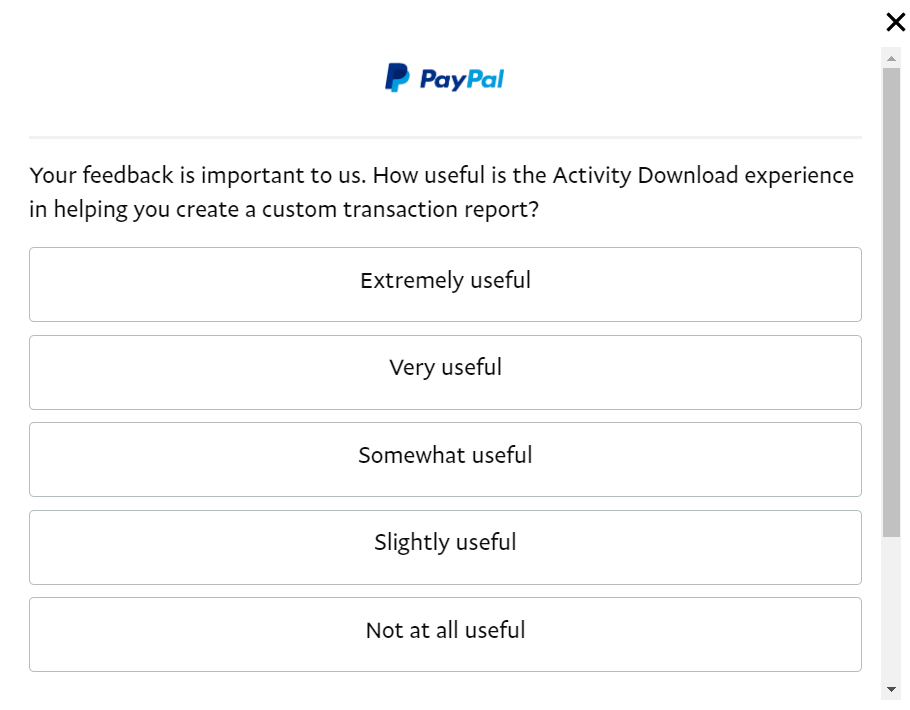 PayPal
Your feedback is important to us. How useful is the Activity Download experience
in helping you create a custom transaction report?
Extremely useful
Very useful
Somewhat useful
Slightly useful
Not at all useful